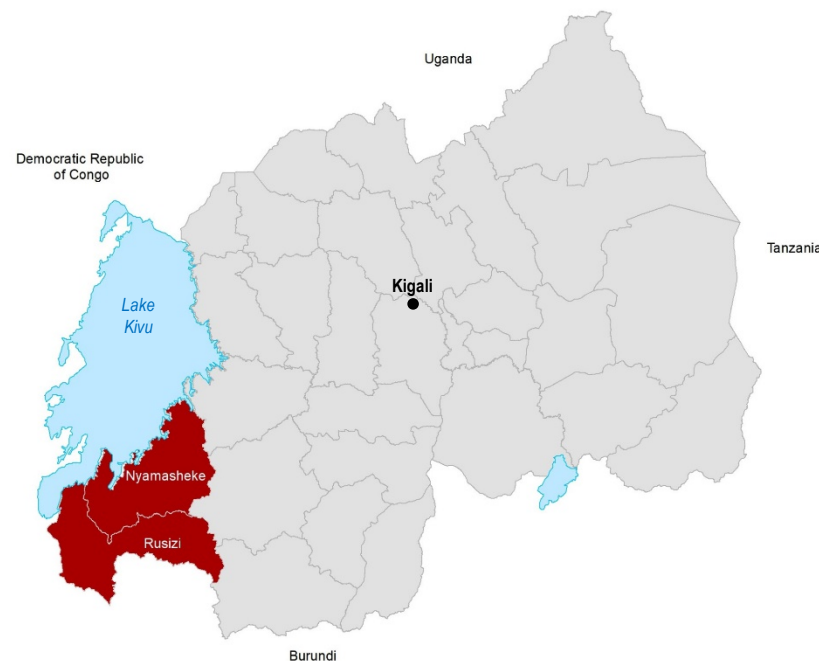 Uganda
Democratic Republic
of Congo
Tanzania
Kigali
Lake
Kivu
Nyamasheke
Rusizi
Burundi